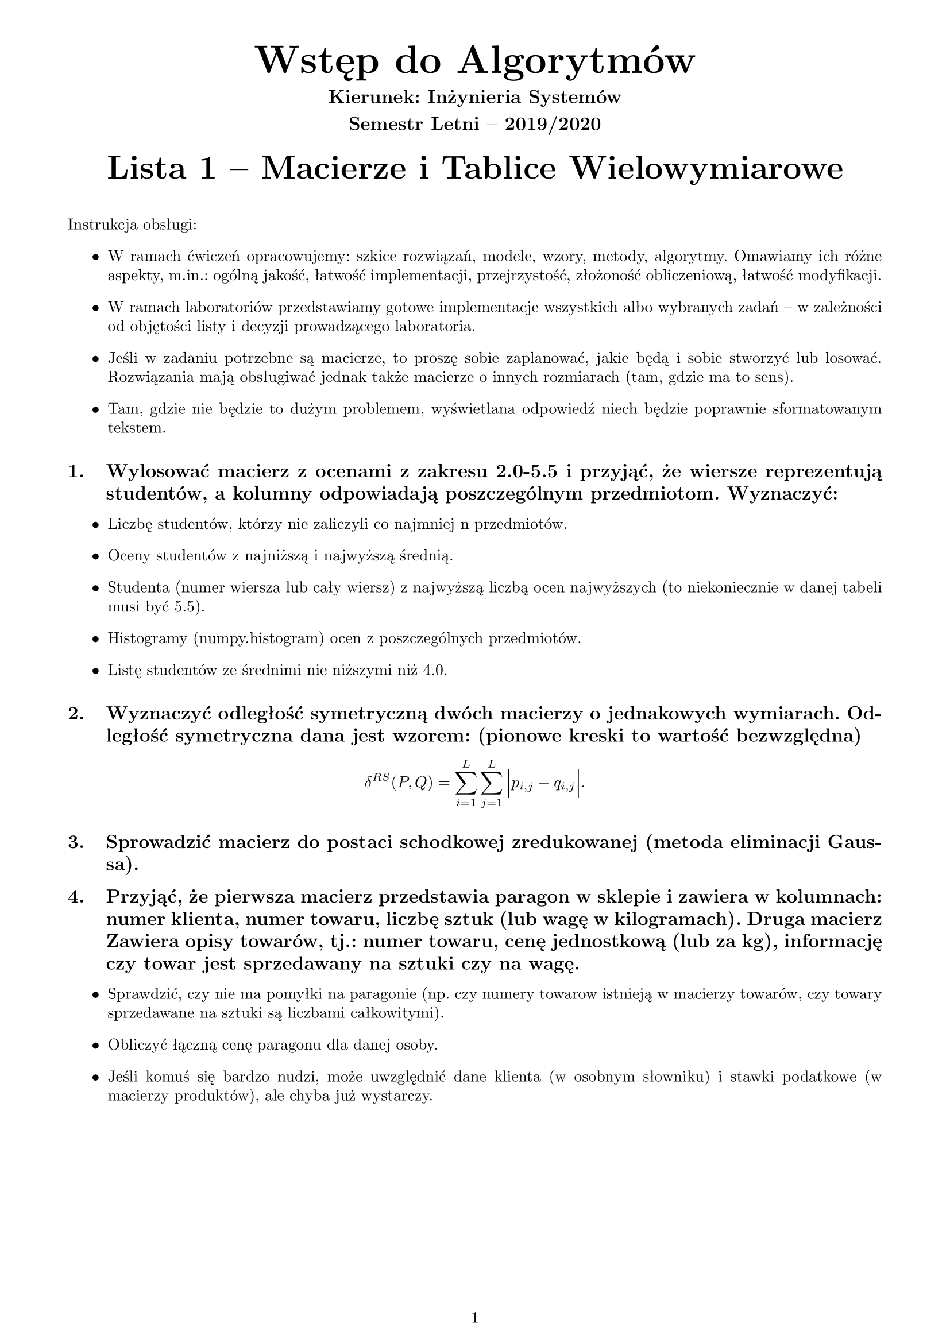 Wstęp do Algorytmów
Kierunek: Inżynieria Systemów
Semestr Letni – 2019/2020
Lista 1 – Macierze i Tablice Wielowymiarowe
Instrukcja obsługi:
• W ramach ćwiczeń opracowujemy: szkice rozwiązań, modele, wzory, metody, algorytmy. Omawiamy ich różne
aspekty, m.in.: ogólną jakość, łatwość implementacji, przejrzystość, złożoność obliczeniową, łatwość modyfikacji.
• W ramach laboratoriów przedstawiamy gotowe implementacje wszystkich albo wybranych zadań – w zależności
od objętości listy i decyzji prowadzącego laboratoria.
• Jeśli w zadaniu potrzebne są macierze, to proszę sobie zaplanować, jakie będą i sobie stworzyć lub losować.
Rozwiązania mają obsługiwać jednak także macierze o innych rozmiarach (tam, gdzie ma to sens).
• Tam, gdzie nie będzie to dużym problemem, wyświetlana odpowiedź niech będzie poprawnie sformatowanym
tekstem.
1. Wylosować macierz z ocenami z zakresu 2.0-5.5 i przyjąć, że wiersze reprezentują
studentów, a kolumny odpowiadają poszczególnym przedmiotom. Wyznaczyć:
• Liczbę studentów, którzy nie zaliczyli co najmniej n przedmiotów.
• Oceny studentów z najniższą i najwyższą średnią.
• Studenta (numer wiersza lub cały wiersz) z najwyższą liczbą ocen najwyższych (to niekoniecznie w danej tabeli
musi być 5.5).
• Histogramy (numpy.histogram) ocen z poszczególnych przedmiotów.
• Listę studentów ze średnimi nie niższymi niż 4.0.
2. Wyznaczyć odległość symetryczną dwóch macierzy o jednakowych wymiarach. Od-
ległość symetryczna dana jest wzorem: (pionowe kreski to wartość bezwzględna)
δ^{RS}(P, Q) = ∑_{i=1}^{L} ∑_{j=1}^{L} |p_{i,j} − q_{i,j}|.
3. Sprowadzić macierz do postaci schodkowej zredukowanej (metoda eliminacji Gaus-
sa).
4. Przyjąć, że pierwsza macierz przedstawia paragon w sklepie i zawiera w kolumnach:
numer klienta, numer towaru, liczbę sztuk (lub wagę w kilogramach). Druga macierz
Zawiera opisy towarów, tj.: numer towaru, cenę jednostkową (lub za kg), informację
czy towar jest sprzedawany na sztuki czy na wagę.
• Sprawdzić, czy nie ma pomyłki na paragonie (np. czy numery towarow istnieją w macierzy towarów, czy towary
sprzedawane na sztuki są liczbami całkowitymi).
• Obliczyć łączną cenę paragonu dla danej osoby.
• Jeśli komuś się bardzo nudzi, może uwzględnić dane klienta (w osobnym słowniku) i stawki podatkowe (w
macierzy produktów), ale chyba już wystarczy.
1